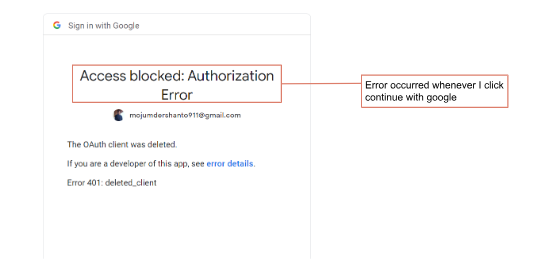 Sign in with Google
Access blocked: Authorization
Error
mojumdershanto911@gmail.com
The OAuth client was deleted.
If you are a developer of this app, see error details.
Error 401: deleted_client
Error occurred whenever I click
continue with google